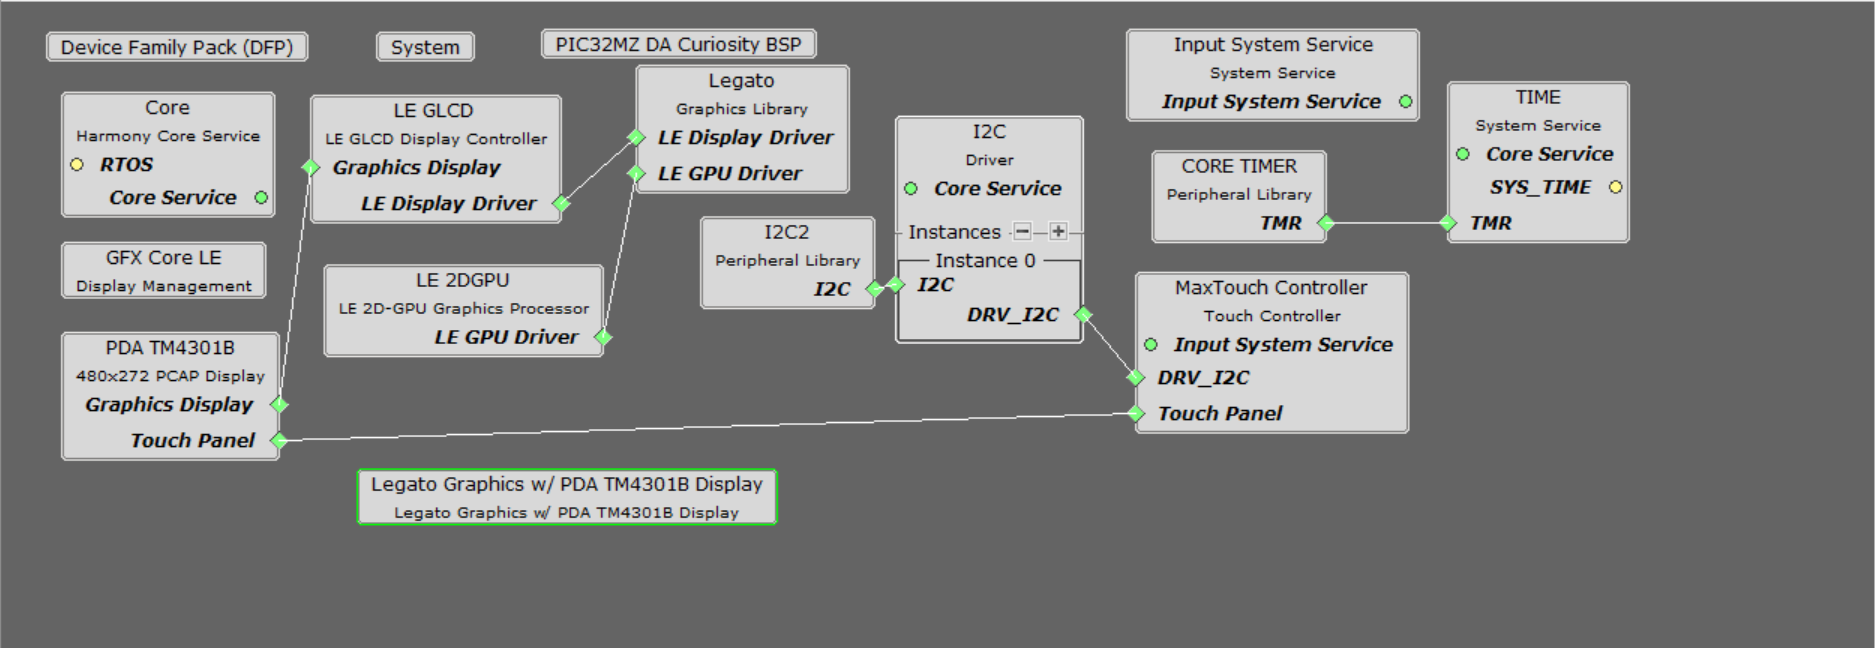 Device Family Pack (DFP)
System
PIC32MZ DA Curiosity BSP
Core
Harmony Core Service
RTOS
Core Service
GFX Core LE
Display Management
PDA TM4301B
480x272 PCAP Display
Graphics Display
Touch Panel
LE GLCD
LE GLCD Display Controller
Graphics Display
LE Display Driver
LE 2DGPU
LE 2D-GPU Graphics Processor
LE GPU Driver
Legato
Graphics Library
LE Display Driver
LE GPU Driver
I2C2
Peripheral Library
I2C
I2C
Driver
Core Service
Instances
Instance 0
I2C
DRV_I2C
Input System Service
System Service
Input System Service
CORE TIMER
Peripheral Library
TMR
TIME
System Service
Core Service
SYS_TIME
TMR
MaxTouch Controller
Touch Controller
Input System Service
DRV_I2C
Touch Panel
Legato Graphics w/ PDA TM4301B Display
Legato Graphics w/ PDA TM4301B Display